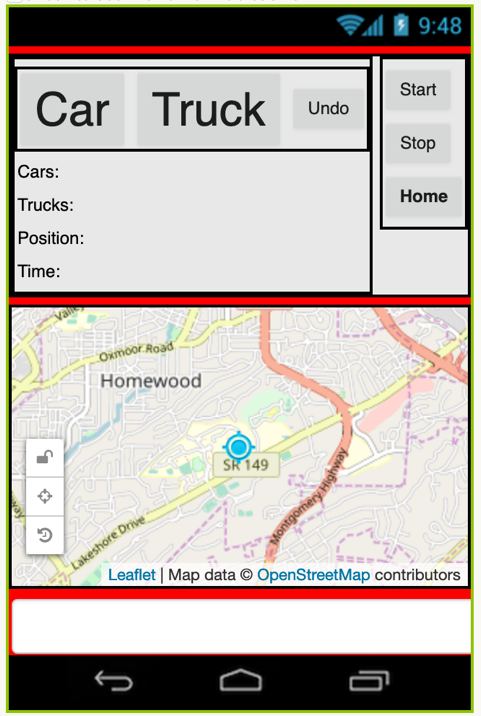 9:48
Car Truck Undo
Start
Stop
Home
Cars:
Trucks:
Position:
Time:
Valley
Oxmoor Road
Homewood
SR 149
Montgomery Highway
Lakeshore Drive
Leaflet | Map data © OpenStreetMap contributors